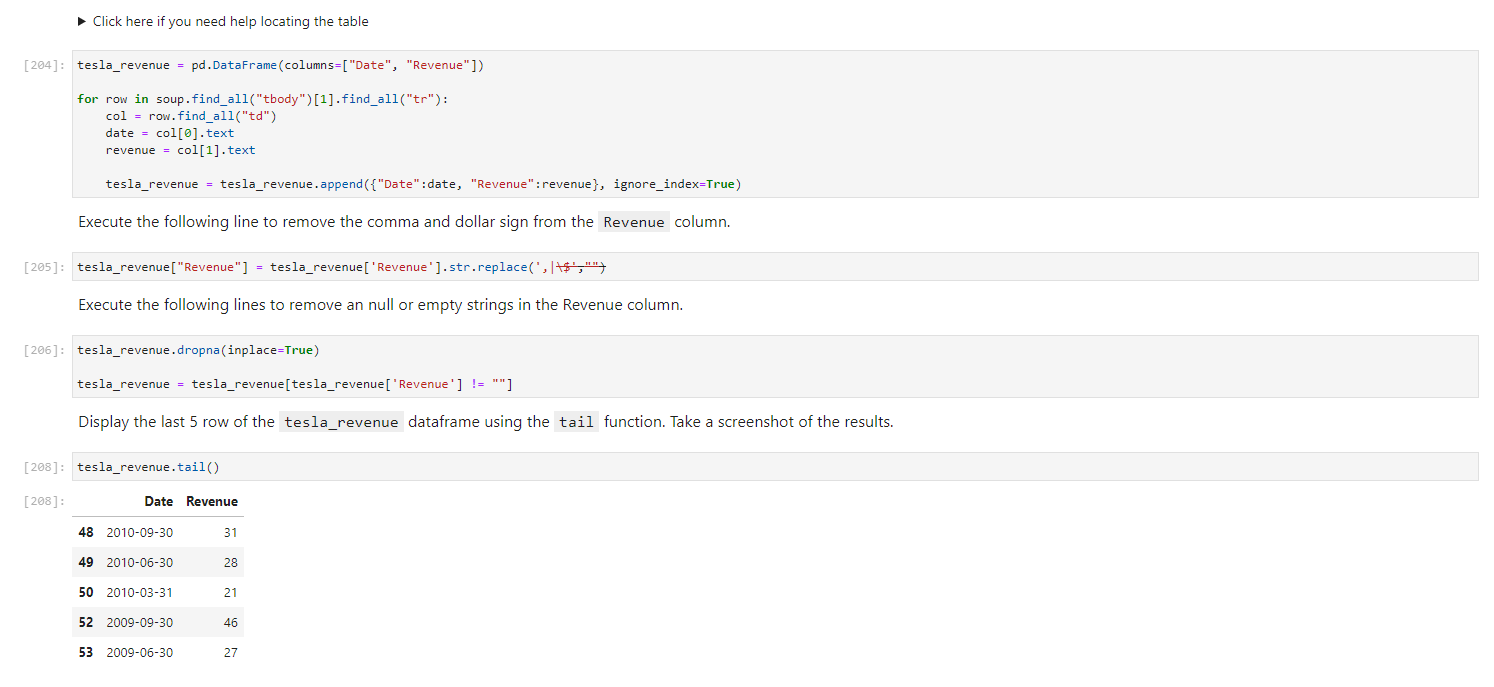 ▶ Click here if you need help locating the table
[204]: tesla_revenue = pd.DataFrame(columns=["Date", "Revenue"])
for row in soup.find_all("tbody")[1].find_all("tr"):
    col = row.find_all("td")
    date = col[0].text
    revenue = col[1].text
    tesla_revenue = tesla_revenue.append({"Date":date, "Revenue":revenue}, ignore_index=True)
Execute the following line to remove the comma and dollar sign from the Revenue column.
[205]: tesla_revenue["Revenue"] = tesla_revenue['Revenue'].str.replace(',|\$',"")
Execute the following lines to remove an null or empty strings in the Revenue column.
[206]: tesla_revenue.dropna(inplace=True)
tesla_revenue = tesla_revenue[tesla_revenue['Revenue'] != ""]
Display the last 5 row of the tesla_revenue dataframe using the tail function. Take a screenshot of the results.
[208]: tesla_revenue.tail()
[208]: Date Revenue
48 2010-09-30 31
49 2010-06-30 28
50 2010-03-31 21
52 2009-09-30 46
53 2009-06-30 27